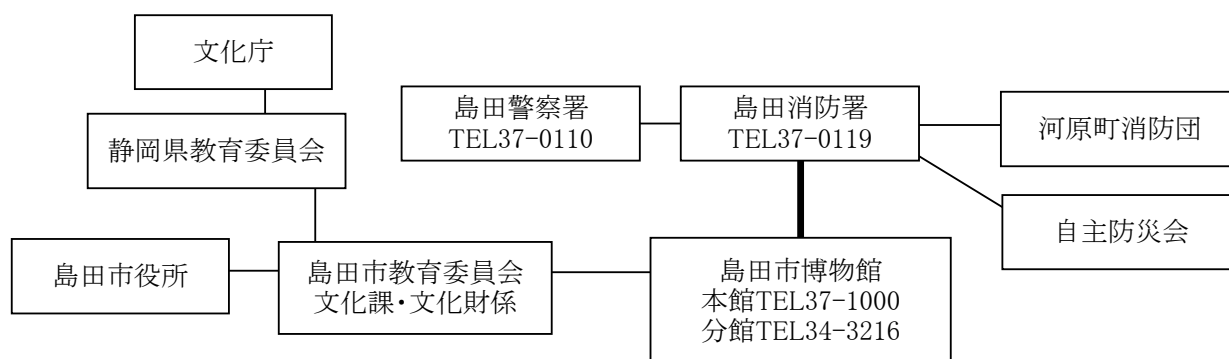 文化庁
静岡県教育委員会
島田警察署
TEL37-0110
島田消防署
TEL37-0119
河原町消防団
自主防災会
島田市役所
島田市教育委員会
文化課・文化財係
島田市博物館
本館TEL37-1000
分館TEL34-3216